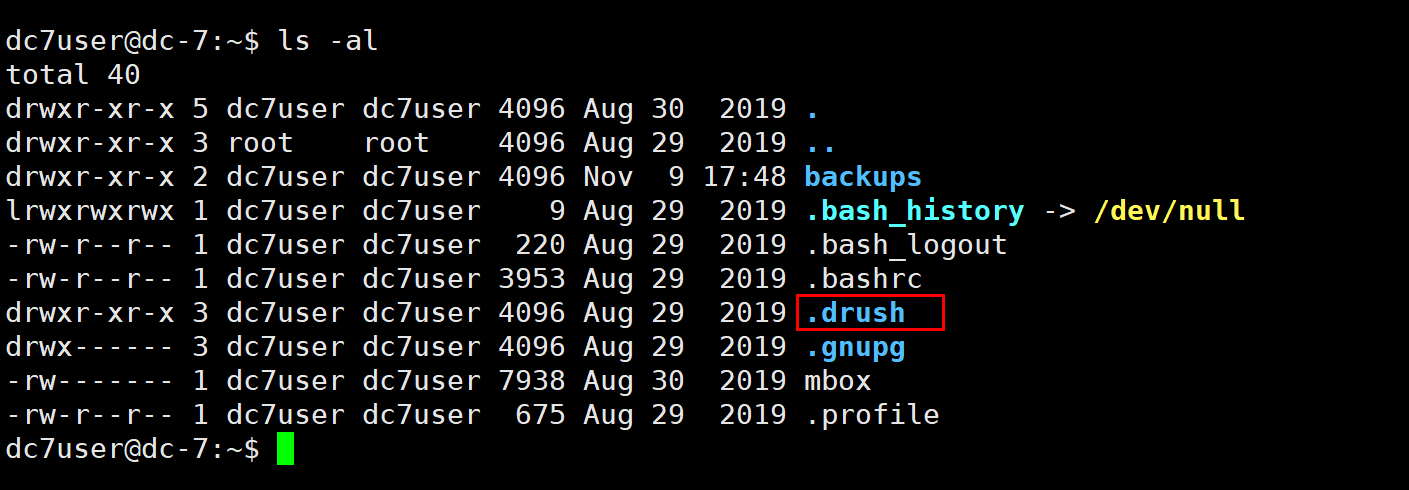 dc7user@dc-7:~$ ls -al
total 40
drwxr-xr-x 5 dc7user dc7user 4096 Aug 30  2019 .
drwxr-xr-x 3 root    root    4096 Aug 29  2019 ..
drwxr-xr-x 2 dc7user dc7user 4096 Nov  9 17:48 backups
lrwxrwxrwx 1 dc7user dc7user    9 Aug 29  2019 .bash_history -> /dev/null
-rw-r--r-- 1 dc7user dc7user  220 Aug 29  2019 .bash_logout
-rw-r--r-- 1 dc7user dc7user 3953 Aug 29  2019 .bashrc
drwxr-xr-x 3 dc7user dc7user 4096 Aug 29  2019 .drush
drwx------ 3 dc7user dc7user 4096 Aug 29  2019 .gnupg
-rw------- 1 dc7user dc7user 7938 Aug 30  2019 mbox
-rw-r--r-- 1 dc7user dc7user  675 Aug 29  2019 .profile
dc7user@dc-7:~$